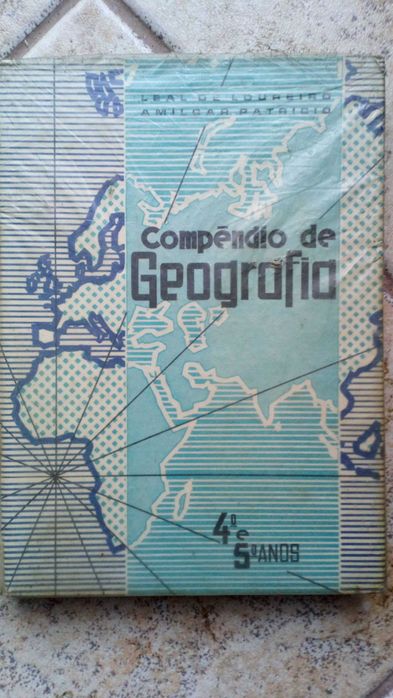 LEAL DE LOUREIRO
AMILCAR PATRICIO
Compêndio de
Geografia
4º e
5º ANOS